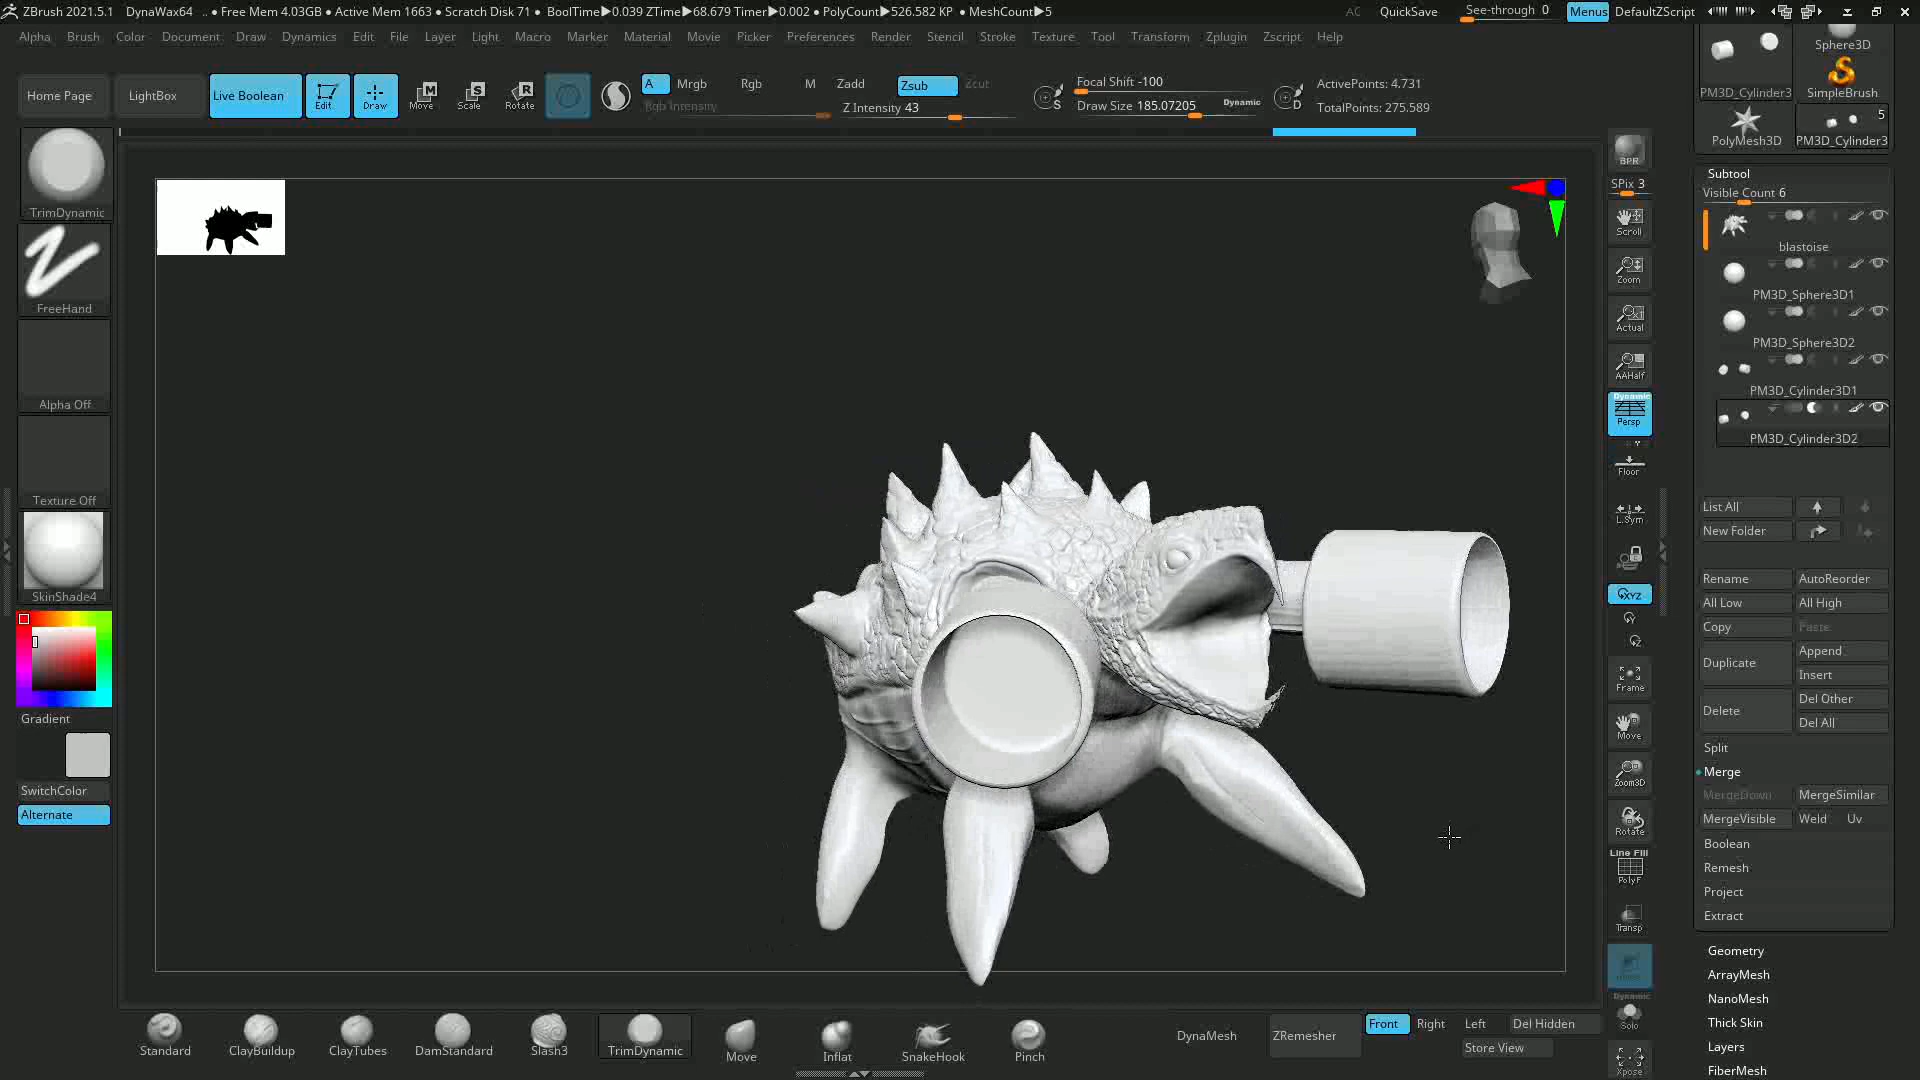 ZBrush 2021.5.1 DynaWax64 .. • Free Mem 4.03GB • Active Mem 1663 • Scratch Disk 71 • BoolTime▶0.039 ZTime▶68.679 Timer▶0.002 • PolyCount▶526.582 KP • MeshCount▶5 AC QuickSave See-through 0 Menus DefaultZScript
Alpha Brush Color Document Draw Dynamics Edit File Layer Light Macro Marker Material Movie Picker Preferences Render Stencil Stroke Texture Tool Transform Zplugin Zscript Help
Home Page LightBox Live Boolean Edit Draw Move Scale Rotate
A Mrgb Rgb M Zadd Zsub Zcut
Rgb Intensity Z Intensity 43
Focal Shift -100
Draw Size 185.07205 Dynamic
ActivePoints: 4.731
TotalPoints: 275.589
TrimDynamic
FreeHand
Alpha Off
Texture Off
SkinShade4
Gradient
SwitchColor
Alternate
BPR
SPix 3
Scroll
Zoom
Actual
AAHalf
Dynamic
Persp
Floor
L.Sym
XYZ
Frame
Move
Zoom3D
Rotate
Line Fill
PolyF
Transp
Dynamic
Solo
Xpose
Sphere3D
PM3D_Cylinder3
SimpleBrush
PolyMesh3D
5
PM3D_Cylinder3
Subtool
Visible Count 6
blastoise
PM3D_Sphere3D1
PM3D_Sphere3D2
PM3D_Cylinder3D1
PM3D_Cylinder3D2
List All
New Folder
Rename AutoReorder
All Low All High
Copy Paste
Duplicate Append
Insert
Delete Del Other
Del All
Split
Merge
MergeDown MergeSimilar
MergeVisible Weld Uv
Boolean
Remesh
Project
Extract
Geometry
ArrayMesh
NanoMesh
Thick Skin
Layers
FiberMesh
Standard ClayBuildup ClayTubes DamStandard Slash3 TrimDynamic Move Inflat SnakeHook Pinch
DynaMesh ZRemesher Front Right Left Del Hidden
Store View